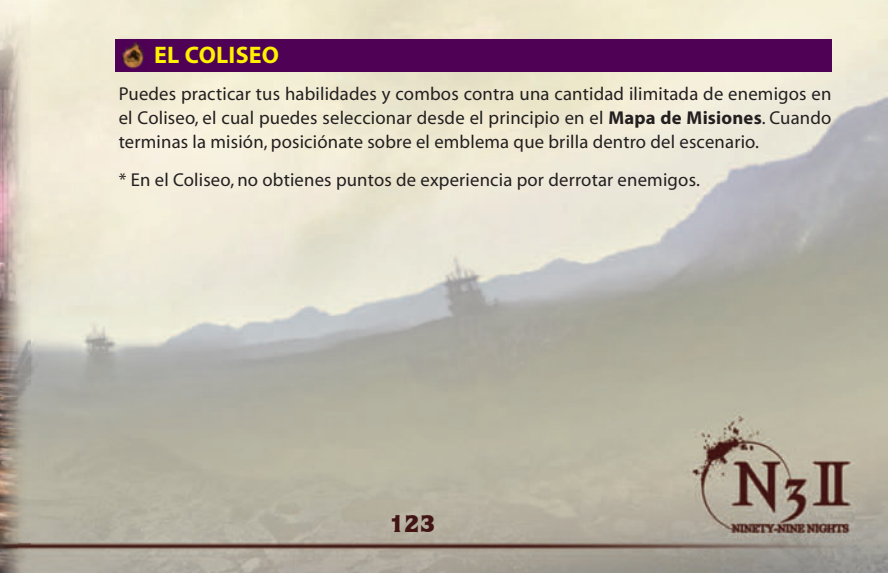 EL COLISEO
Puedes practicar tus habilidades y combos contra una cantidad ilimitada de enemigos en
el Coliseo, el cual puedes seleccionar desde el principio en el Mapa de Misiones. Cuando
terminas la misión, posiciónate sobre el emblema que brilla dentro del escenario.
* En el Coliseo, no obtienes puntos de experiencia por derrotar enemigos.
N3II
NINETY-NINE NIGHTS
123